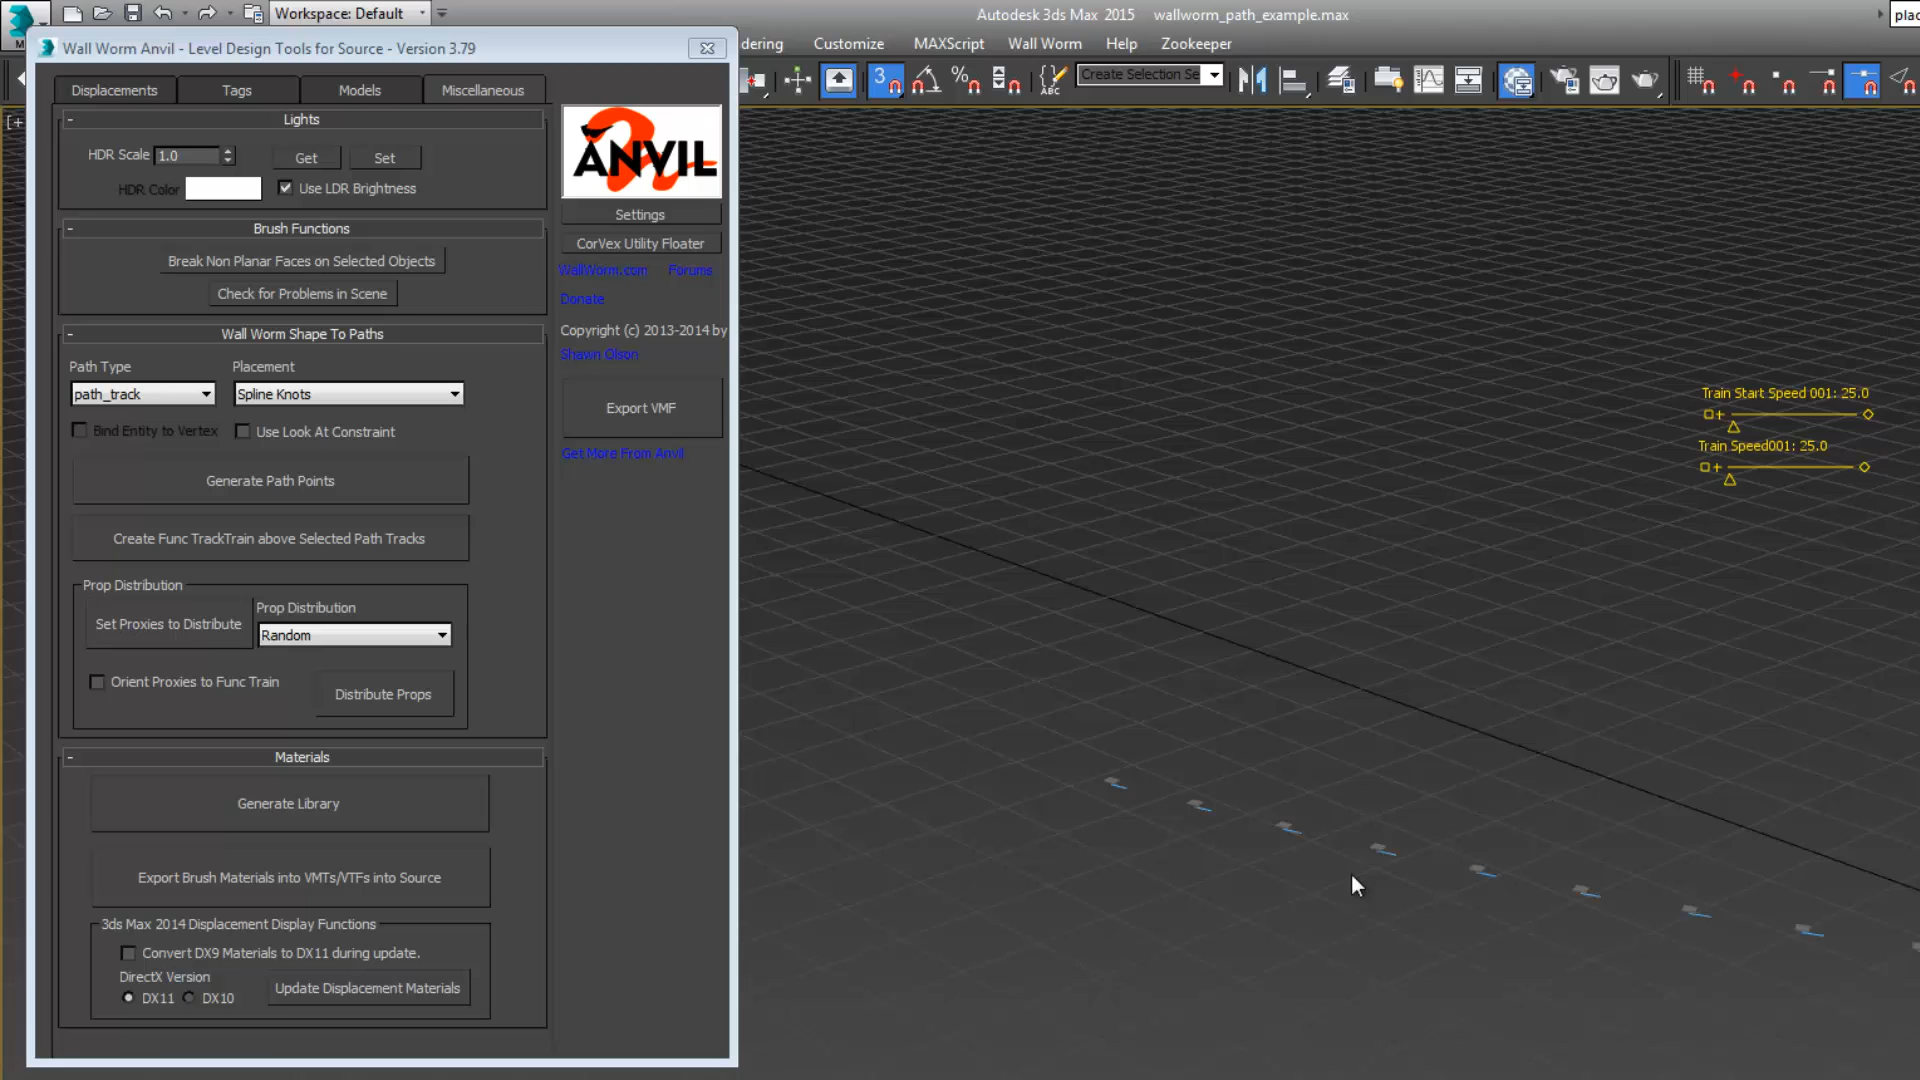 Workspace: Default
Autodesk 3ds Max 2015 wallworm_path_example.max
plac
Wall Worm Anvil - Level Design Tools for Source - Version 3.79
dering Customize MAXScript Wall Worm Help Zookeeper
3 % ABC Create Selection Se
Displacements Tags Models Miscellaneous
[+
- Lights
HDR Scale 1.0 Get Set
HDR Color Use LDR Brightness
ANVIL
Settings
CorVex Utility Floater
WallWorm.com Forums
Donate
Copyright (c) 2013-2014 by
Shawn Olson
Export VMF
Get More From Anvil
- Brush Functions
Break Non Planar Faces on Selected Objects
Check for Problems in Scene
- Wall Worm Shape To Paths
Path Type Placement
path_track Spline Knots
Bind Entity to Vertex Use Look At Constraint
Generate Path Points
Create Func TrackTrain above Selected Path Tracks
Prop Distribution
Set Proxies to Distribute
Prop Distribution
Random
Orient Proxies to Func Train
Distribute Props
- Materials
Generate Library
Export Brush Materials into VMTs/VTFs into Source
3ds Max 2014 Displacement Display Functions
Convert DX9 Materials to DX11 during update.
DirectX Version
DX11 DX10
Update Displacement Materials
Train Start Speed 001: 25.0
Train Speed001: 25.0